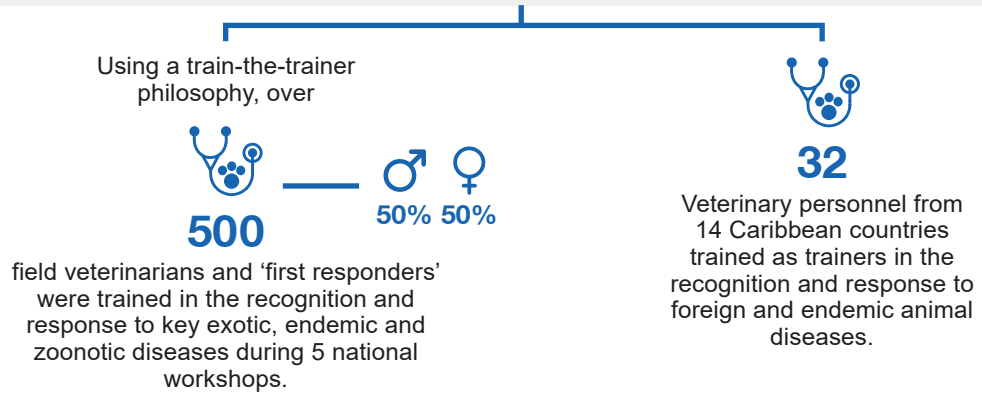 Using a train-the-trainer
philosophy, over
50% 50%
500
field veterinarians and ‘first responders’
were trained in the recognition and
response to key exotic, endemic and
zoonotic diseases during 5 national
workshops.
32
Veterinary personnel from
14 Caribbean countries
trained as trainers in the
recognition and response to
foreign and endemic animal
diseases.